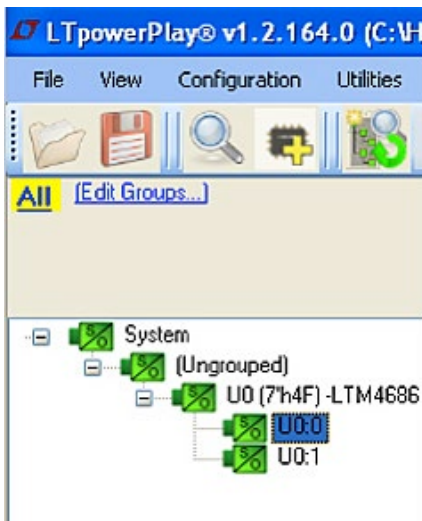 LTpowerPlay® v1.2.164.0 (C:\H
File View Configuration Utilities
All (Edit Groups...)
System
(Ungrouped)
U0 (7'h4F) -LTM4686
U0:0
U0:1